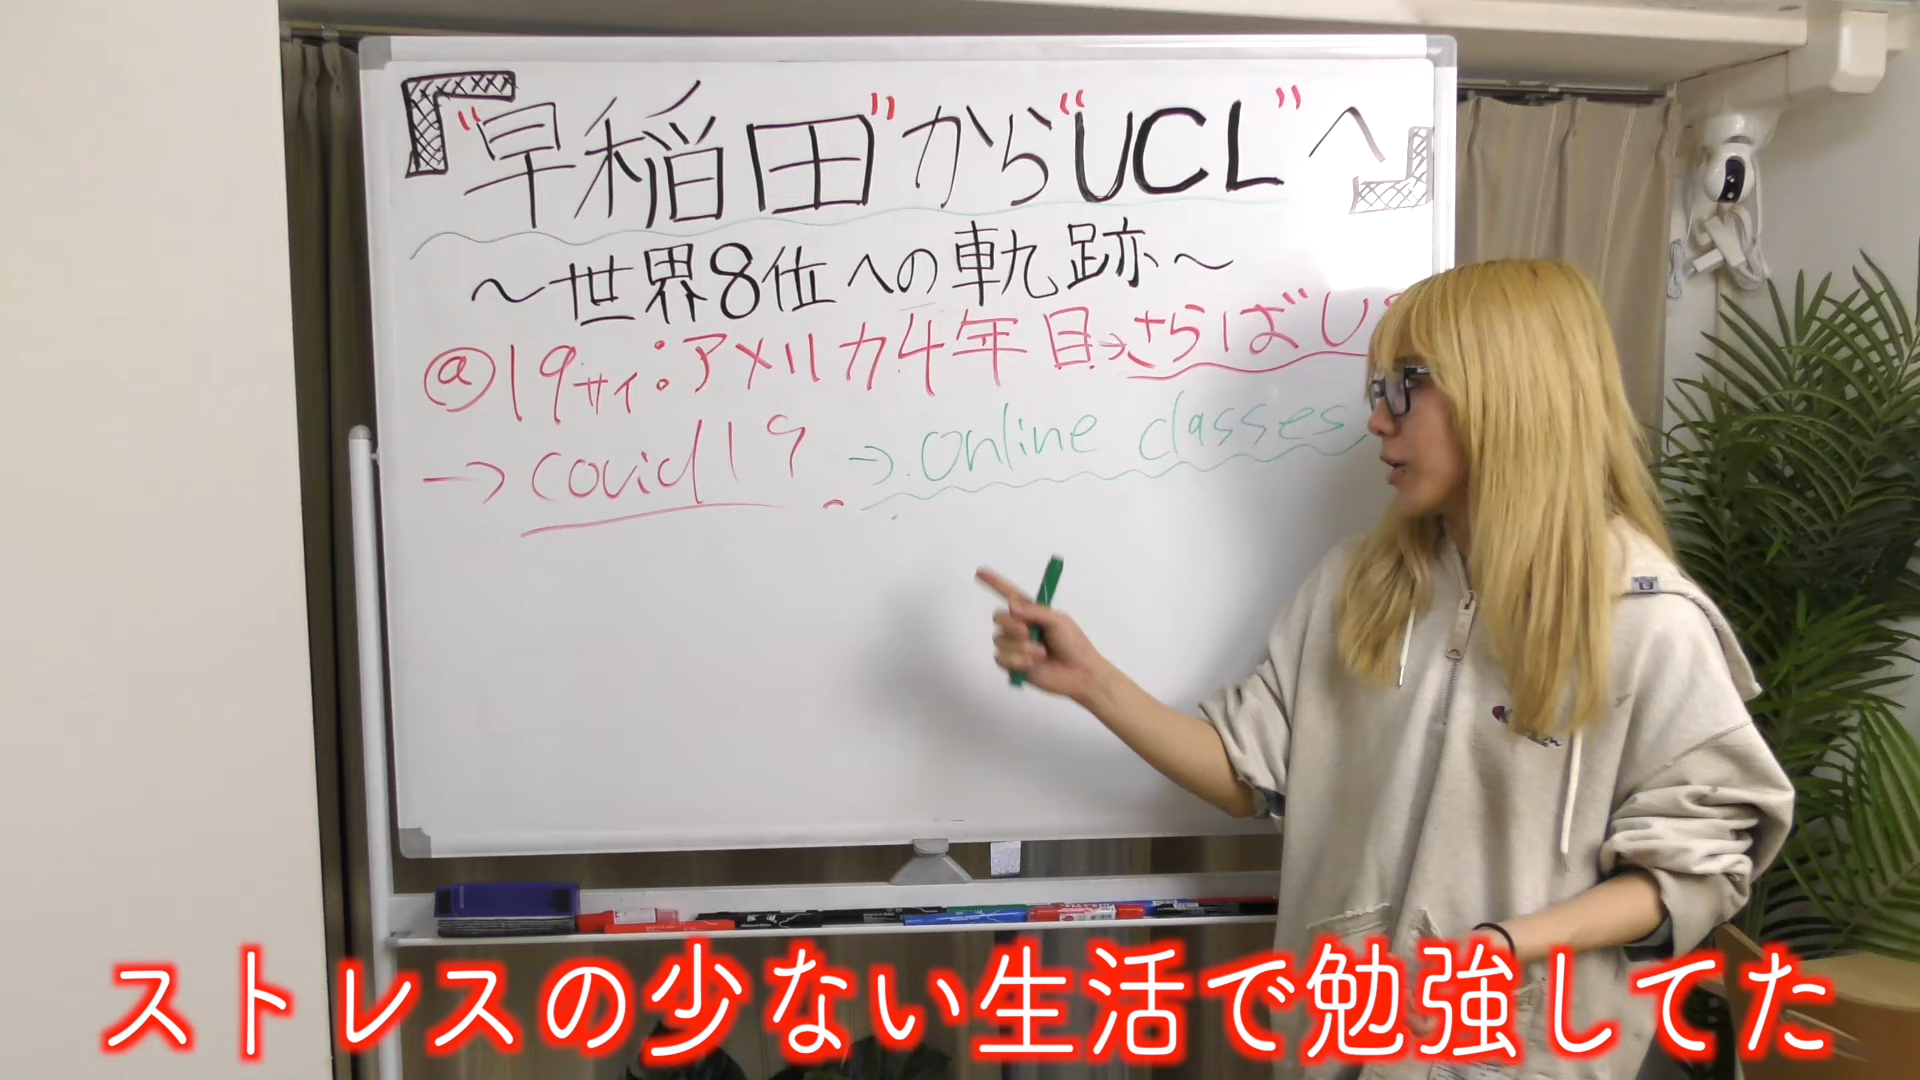 『"早稲田"から"UCL"へ』
〜世界8位への軌跡〜
@19サイ:アメリカ4年目→さらば"U
→covid19 →online classes
ストレスの少ない生活で勉強してた